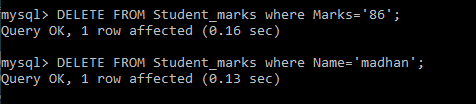 mysql> DELETE FROM Student_marks where Marks='86';
Query OK, 1 row affected (0.16 sec)
mysql> DELETE FROM Student_marks where Name='madhan';
Query OK, 1 row affected (0.13 sec)